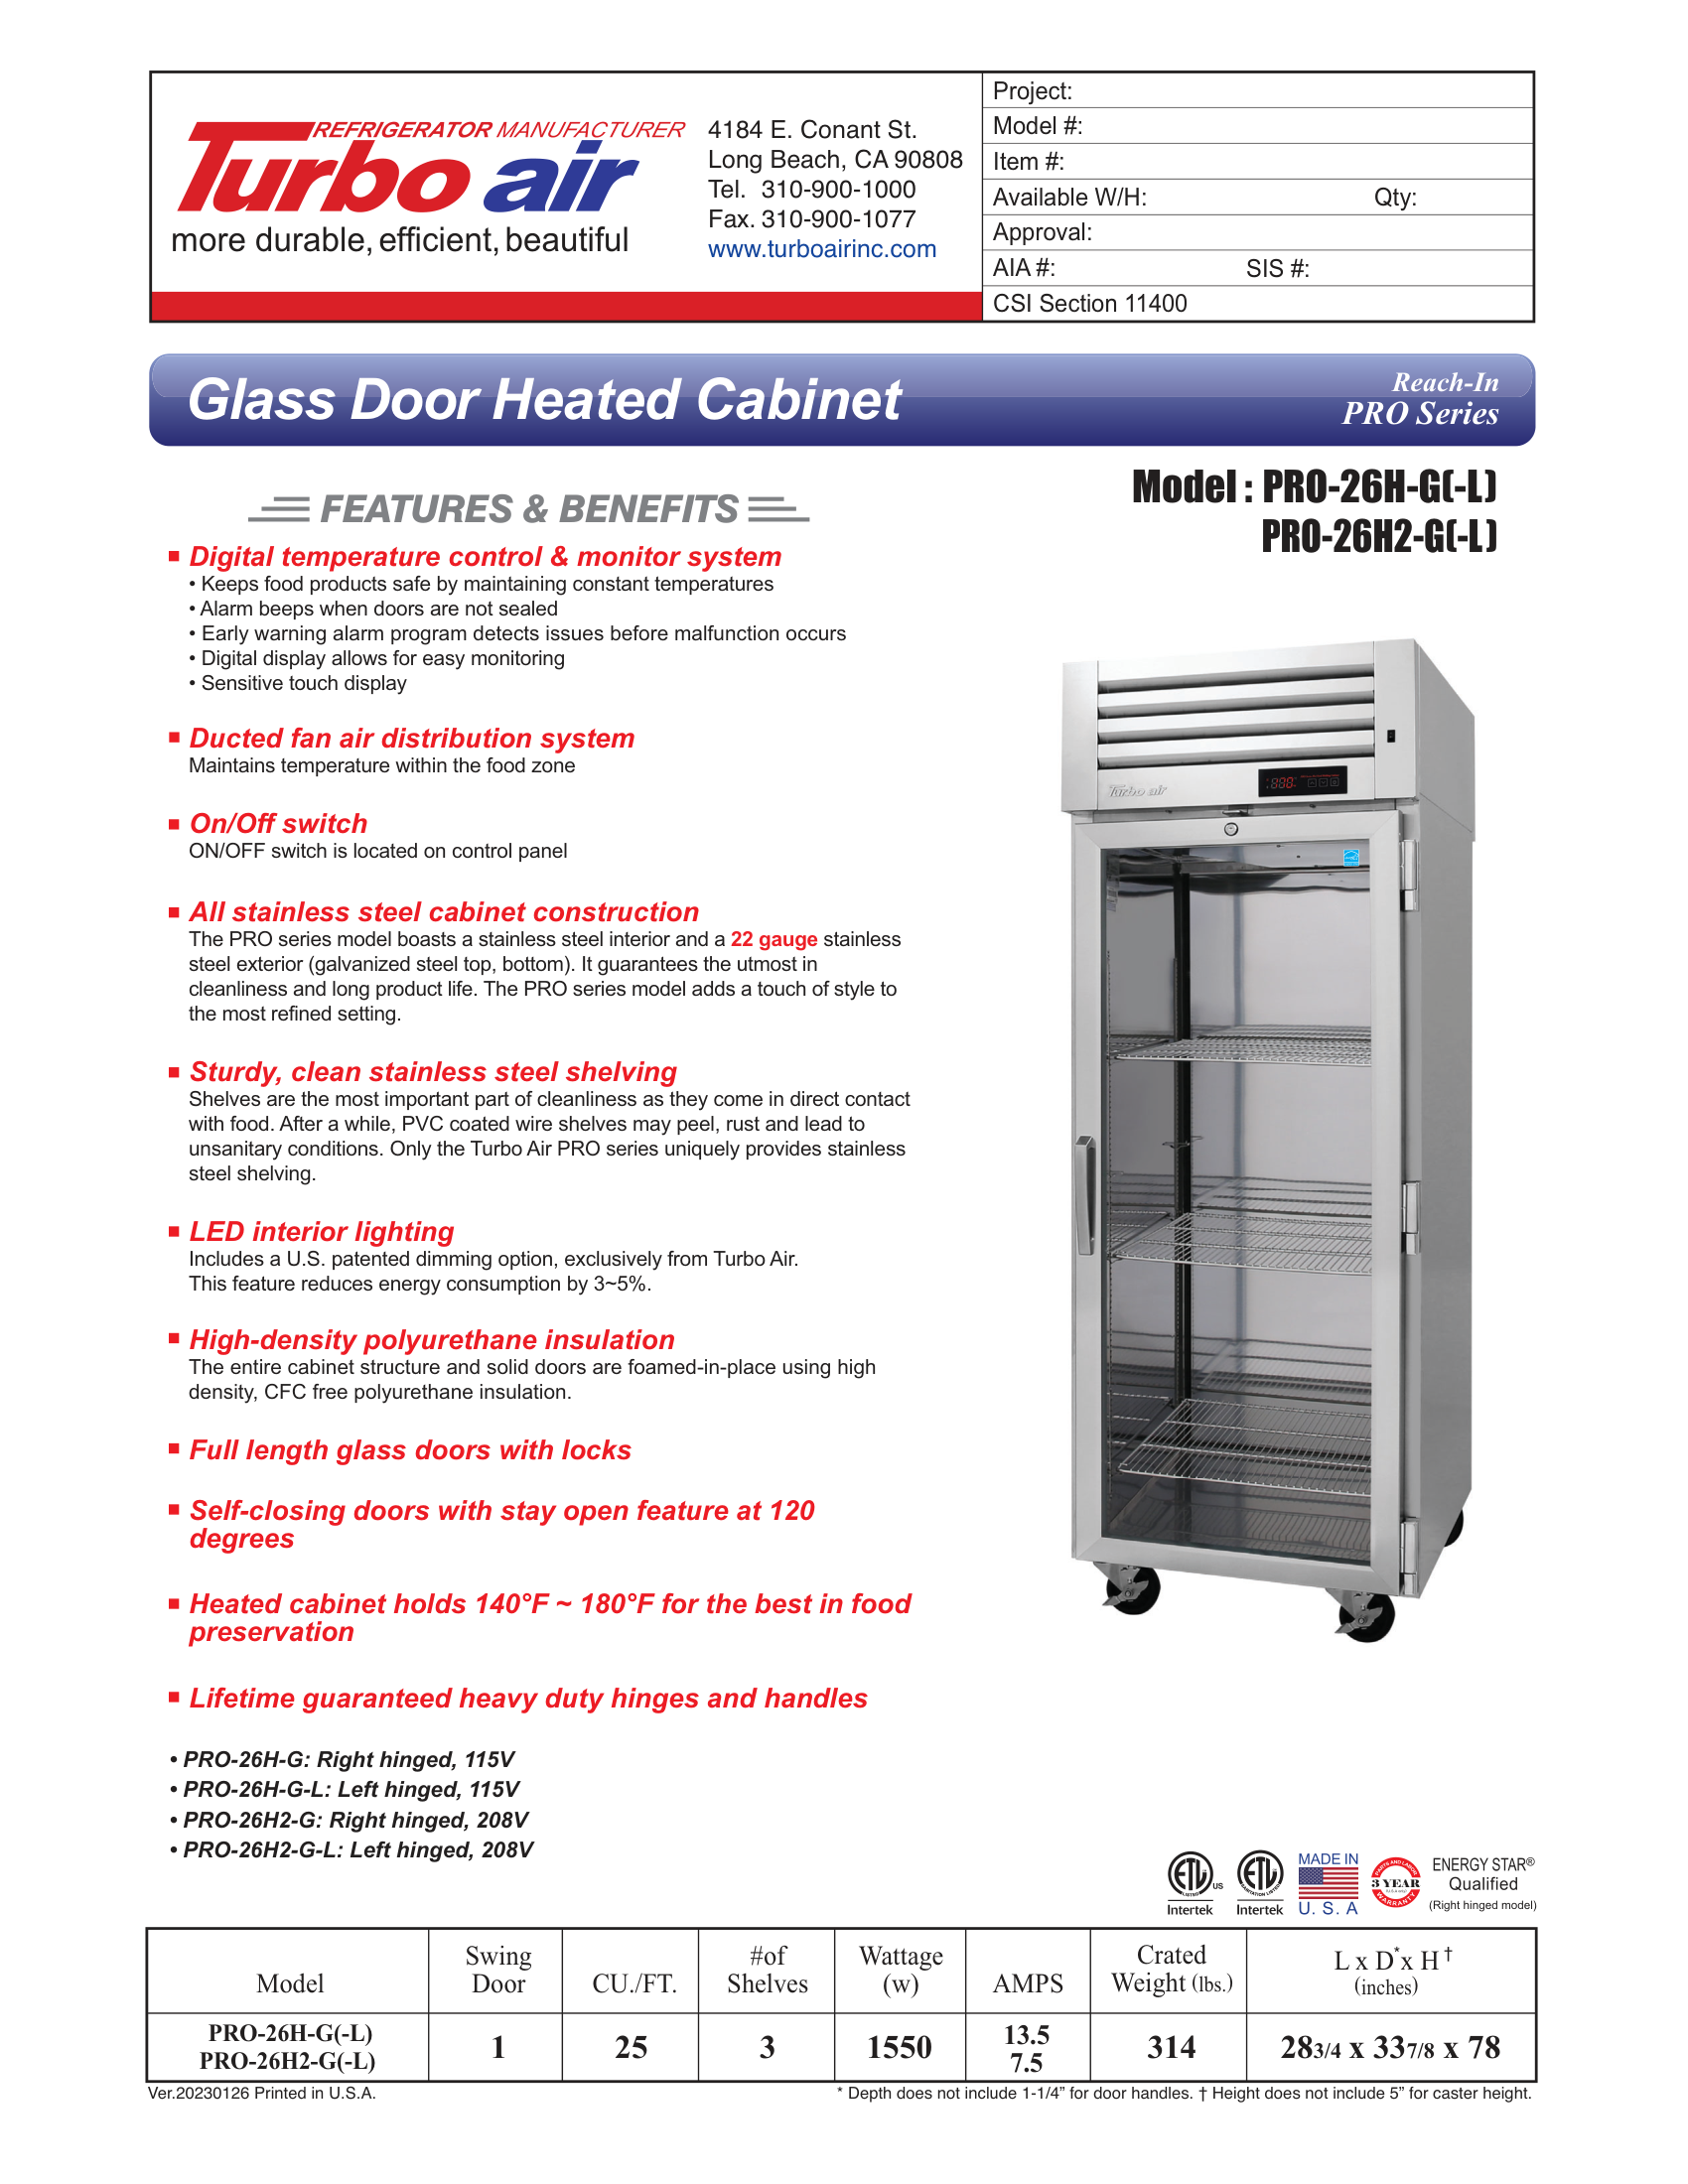 REFRIGERATOR MANUFACTURER
Turbo air
more durable, efficient, beautiful
4184 E. Conant St.
Long Beach, CA 90808
Tel. 310-900-1000
Fax. 310-900-1077
www.turboairinc.com
Project:
Model #:
Item #:
Available W/H: Qty:
Approval:
AIA #: SIS #:
CSI Section 11400
Glass Door Heated Cabinet
Reach-In
PRO Series
Model : PRO-26H-G(-L)
PRO-26H2-G(-L)
FEATURES & BENEFITS
■ Digital temperature control & monitor system
• Keeps food products safe by maintaining constant temperatures
• Alarm beeps when doors are not sealed
• Early warning alarm program detects issues before malfunction occurs
• Digital display allows for easy monitoring
• Sensitive touch display
■ Ducted fan air distribution system
Maintains temperature within the food zone
■ On/Off switch
ON/OFF switch is located on control panel
■ All stainless steel cabinet construction
The PRO series model boasts a stainless steel interior and a 22 gauge stainless
steel exterior (galvanized steel top, bottom). It guarantees the utmost in
cleanliness and long product life. The PRO series model adds a touch of style to
the most refined setting.
■ Sturdy, clean stainless steel shelving
Shelves are the most important part of cleanliness as they come in direct contact
with food. After a while, PVC coated wire shelves may peel, rust and lead to
unsanitary conditions. Only the Turbo Air PRO series uniquely provides stainless
steel shelving.
■ LED interior lighting
Includes a U.S. patented dimming option, exclusively from Turbo Air.
This feature reduces energy consumption by 3~5%.
■ High-density polyurethane insulation
The entire cabinet structure and solid doors are foamed-in-place using high
density, CFC free polyurethane insulation.
■ Full length glass doors with locks
■ Self-closing doors with stay open feature at 120
degrees
■ Heated cabinet holds 140°F ~ 180°F for the best in food
preservation
■ Lifetime guaranteed heavy duty hinges and handles
• PRO-26H-G: Right hinged, 115V
• PRO-26H-G-L: Left hinged, 115V
• PRO-26H2-G: Right hinged, 208V
• PRO-26H2-G-L: Left hinged, 208V
Turbo air
888
ETL LISTED US
Intertek
ETL SANITATION LISTED
Intertek
MADE IN
U. S. A
PARTS AND LABOR
3 YEAR
WARRANTY
ENERGY STAR®
Qualified
(Right hinged model)
Model Swing Door CU./FT. #of Shelves Wattage (w) AMPS Crated Weight (lbs.) L x D* x H† (inches)
PRO-26H-G(-L) PRO-26H2-G(-L) 1 25 3 1550 13.5 7.5 314 283/4 x 337/8 x 78
Ver.20230126 Printed in U.S.A.
* Depth does not include 1-1/4” for door handles. † Height does not include 5” for caster height.